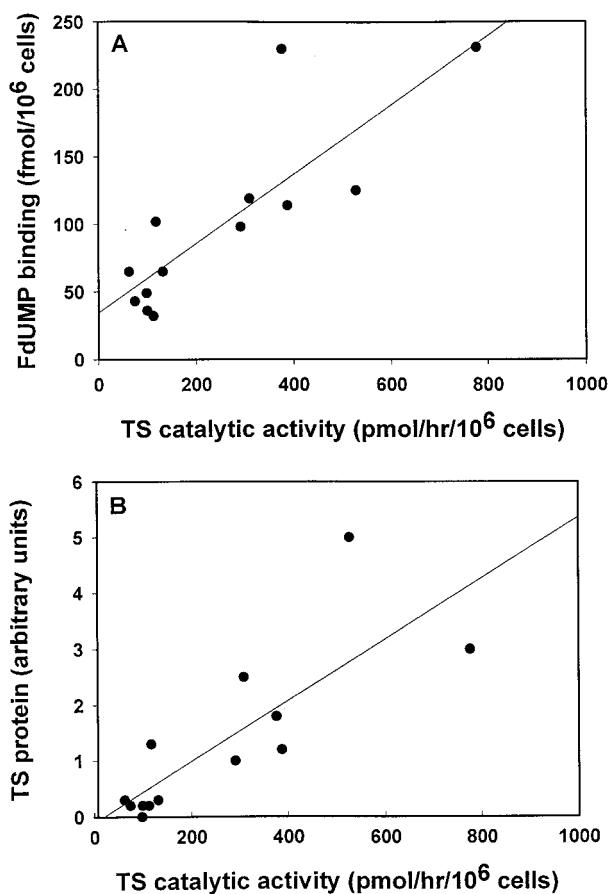 A
FdUMP binding (fmol/10⁶ cells)
250
200
150
100
50
0
0 200 400 600 800 1000
TS catalytic activity (pmol/hr/10⁶ cells)
B
TS protein (arbitrary units)
6
5
4
3
2
1
0
0 200 400 600 800 1000
TS catalytic activity (pmol/hr/10⁶ cells)